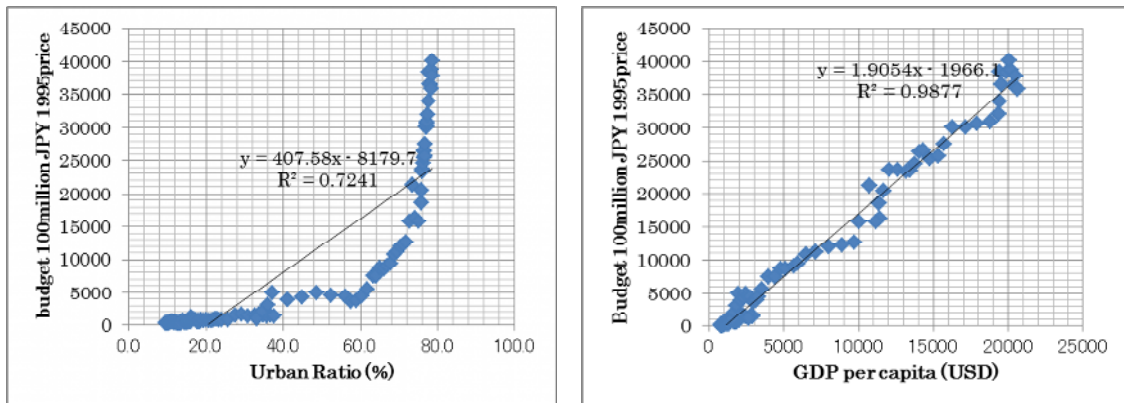 budget 100million JPY 1995price
45000
40000
35000
30000
25000
20000
15000
10000
5000
0
y = 407.58x - 8179.7
R² = 0.7241
0.0 20.0 40.0 60.0 80.0 100.0
Urban Ratio (%)
Budget 100million JPY 1995price
45000
40000
35000
30000
25000
20000
15000
10000
5000
0
y = 1.9054x - 1966.1
R² = 0.9877
0 5000 10000 15000 20000 25000
GDP per capita (USD)